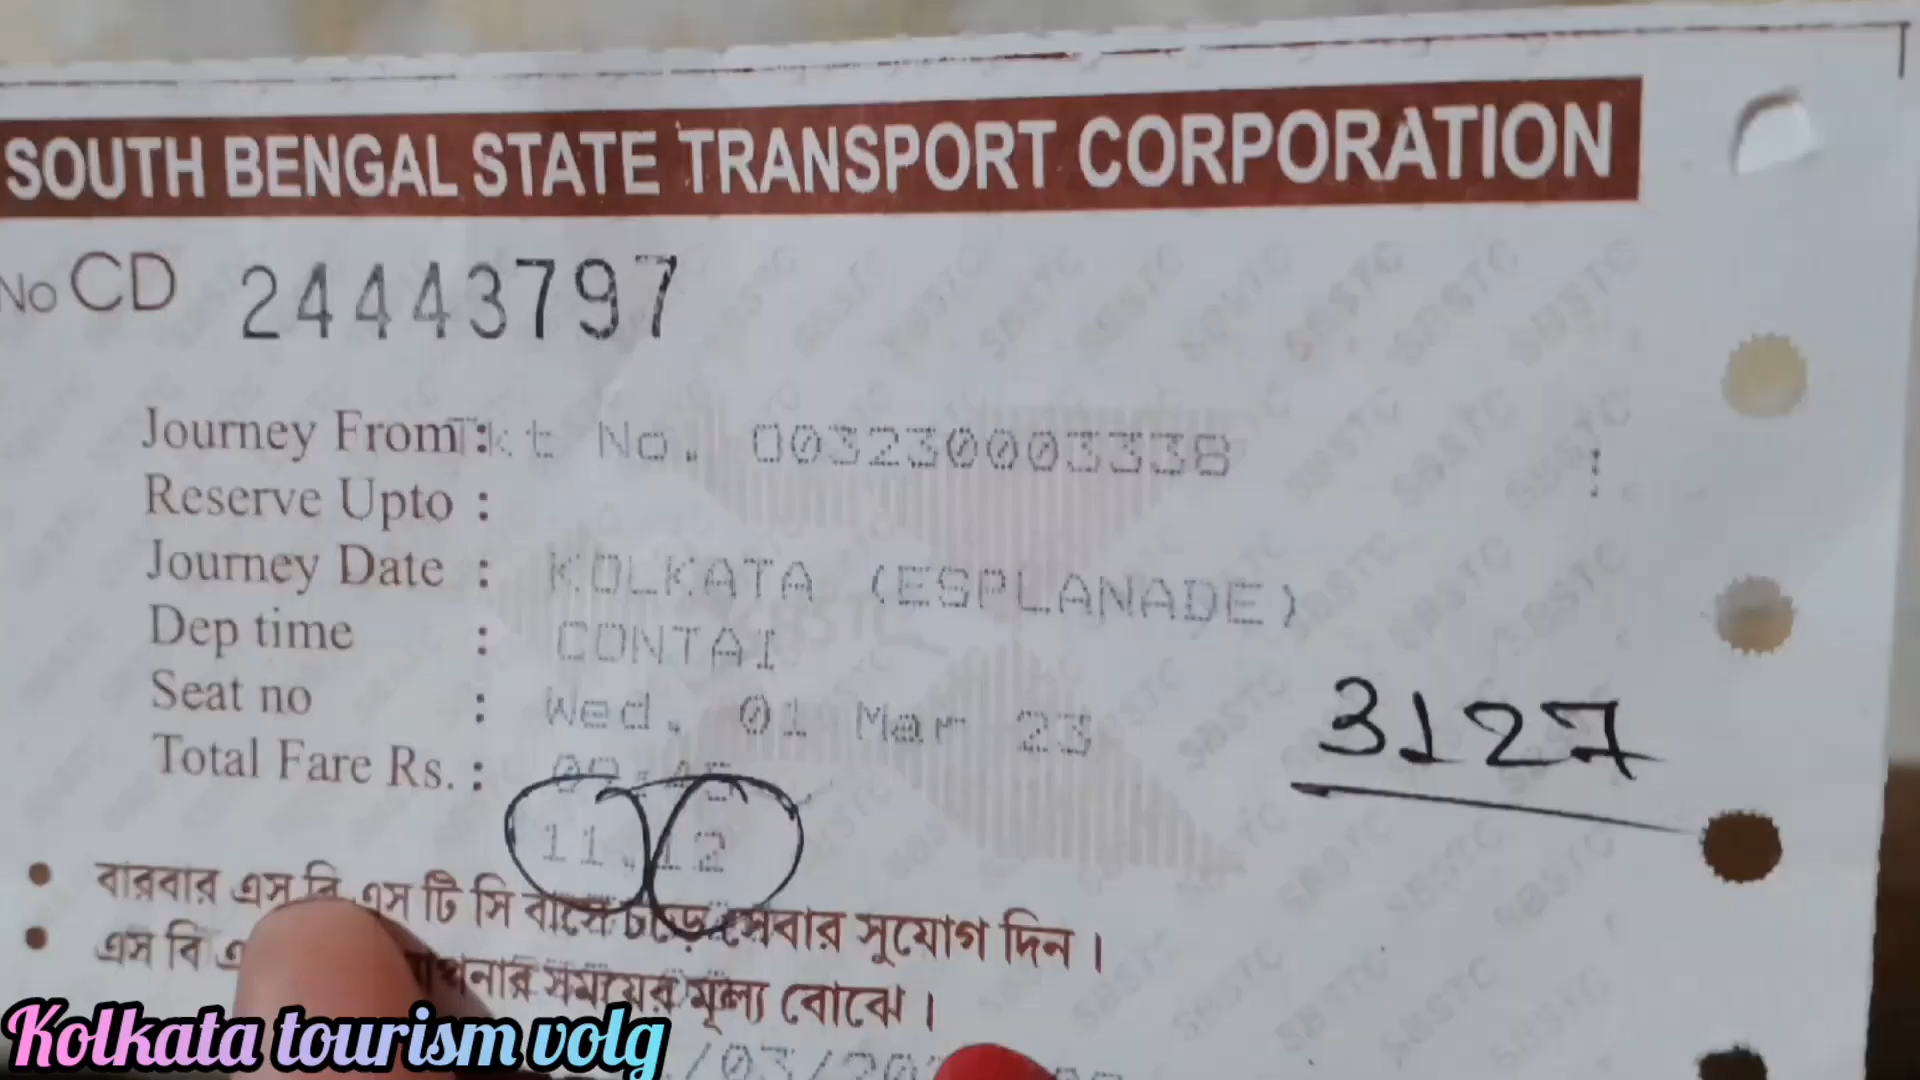 SOUTH BENGAL STATE TRANSPORT CORPORATION
No CD 24443797
Journey From : Tkt No. 003230003338 :
Reserve Upto :
Journey Date : KOLKATA (ESPLANADE)
Dep time : CONTAI
Seat no : Wed. 01 Mar 23
3127
Total Fare Rs. : 09:45
11.12
• বারবার এস বি এস টি সি বাসে চড়ে সেবার সুযোগ দিন ।
• এস বি সময়ের মূল্য বোঝে ।
Kolkata tourism volg